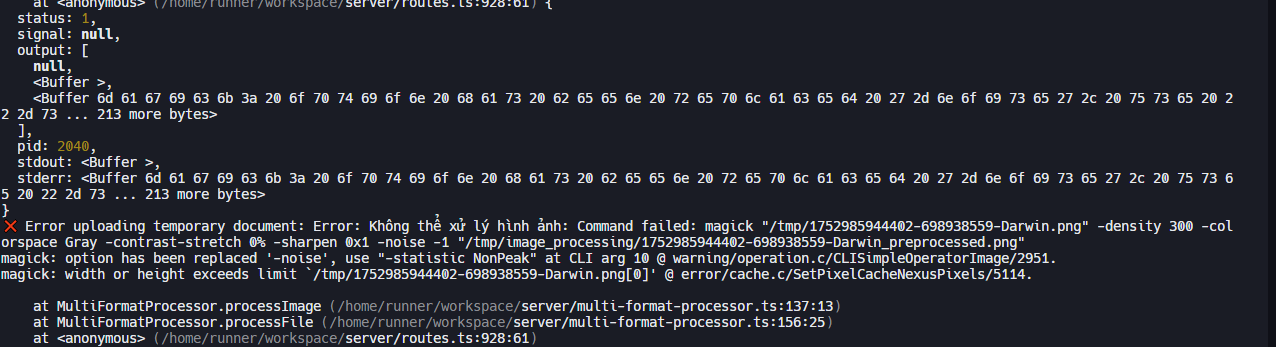 at <anonymous> (/home/runner/workspace/server/routes.ts:928:61) {
status: 1,
signal: null,
output: [
null,
<Buffer >,
<Buffer 6d 61 67 69 63 6b 3a 20 6f 70 74 69 6f 6e 20 68 61 73 20 62 65 65 6e 20 72 65 70 6c 61 63 65 64 20 27 2d 6e 6f 69 73 65 27 2c 20 75 73 65 20 2
2 2d 73 ... 213 more bytes>
],
pid: 2040,
stdout: <Buffer >,
stderr: <Buffer 6d 61 67 69 63 6b 3a 20 6f 70 74 69 6f 6e 20 68 61 73 20 62 65 65 6e 20 72 65 70 6c 61 63 65 64 20 27 2d 6e 6f 69 73 65 27 2c 20 75 73 6
5 20 22 2d 73 ... 213 more bytes>
}
❌ Error uploading temporary document: Error: Không thể xử lý hình ảnh: Command failed: magick "/tmp/1752985944402-698938559-Darwin.png" -density 300 -col
orspace Gray -contrast-stretch 0% -sharpen 0x1 -noise -1 "/tmp/image_processing/1752985944402-698938559-Darwin_preprocessed.png"
magick: option has been replaced '-noise', use "-statistic NonPeak" at CLI arg 10 @ warning/operation.c/CLISimpleOperatorImage/2951.
magick: width or height exceeds limit `/tmp/1752985944402-698938559-Darwin.png[0]' @ error/cache.c/SetPixelCacheNexusPixels/5114.
at MultiFormatProcessor.processImage (/home/runner/workspace/server/multi-format-processor.ts:137:13)
at MultiFormatProcessor.processFile (/home/runner/workspace/server/multi-format-processor.ts:156:25)
at <anonymous> (/home/runner/workspace/server/routes.ts:928:61)